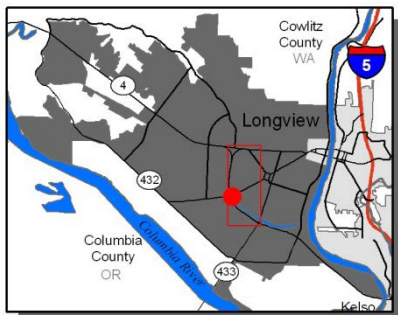 Cowlitz
County
WA
5
4
Longview
432
Columbia
County
OR
Columbia River
433
Kelso